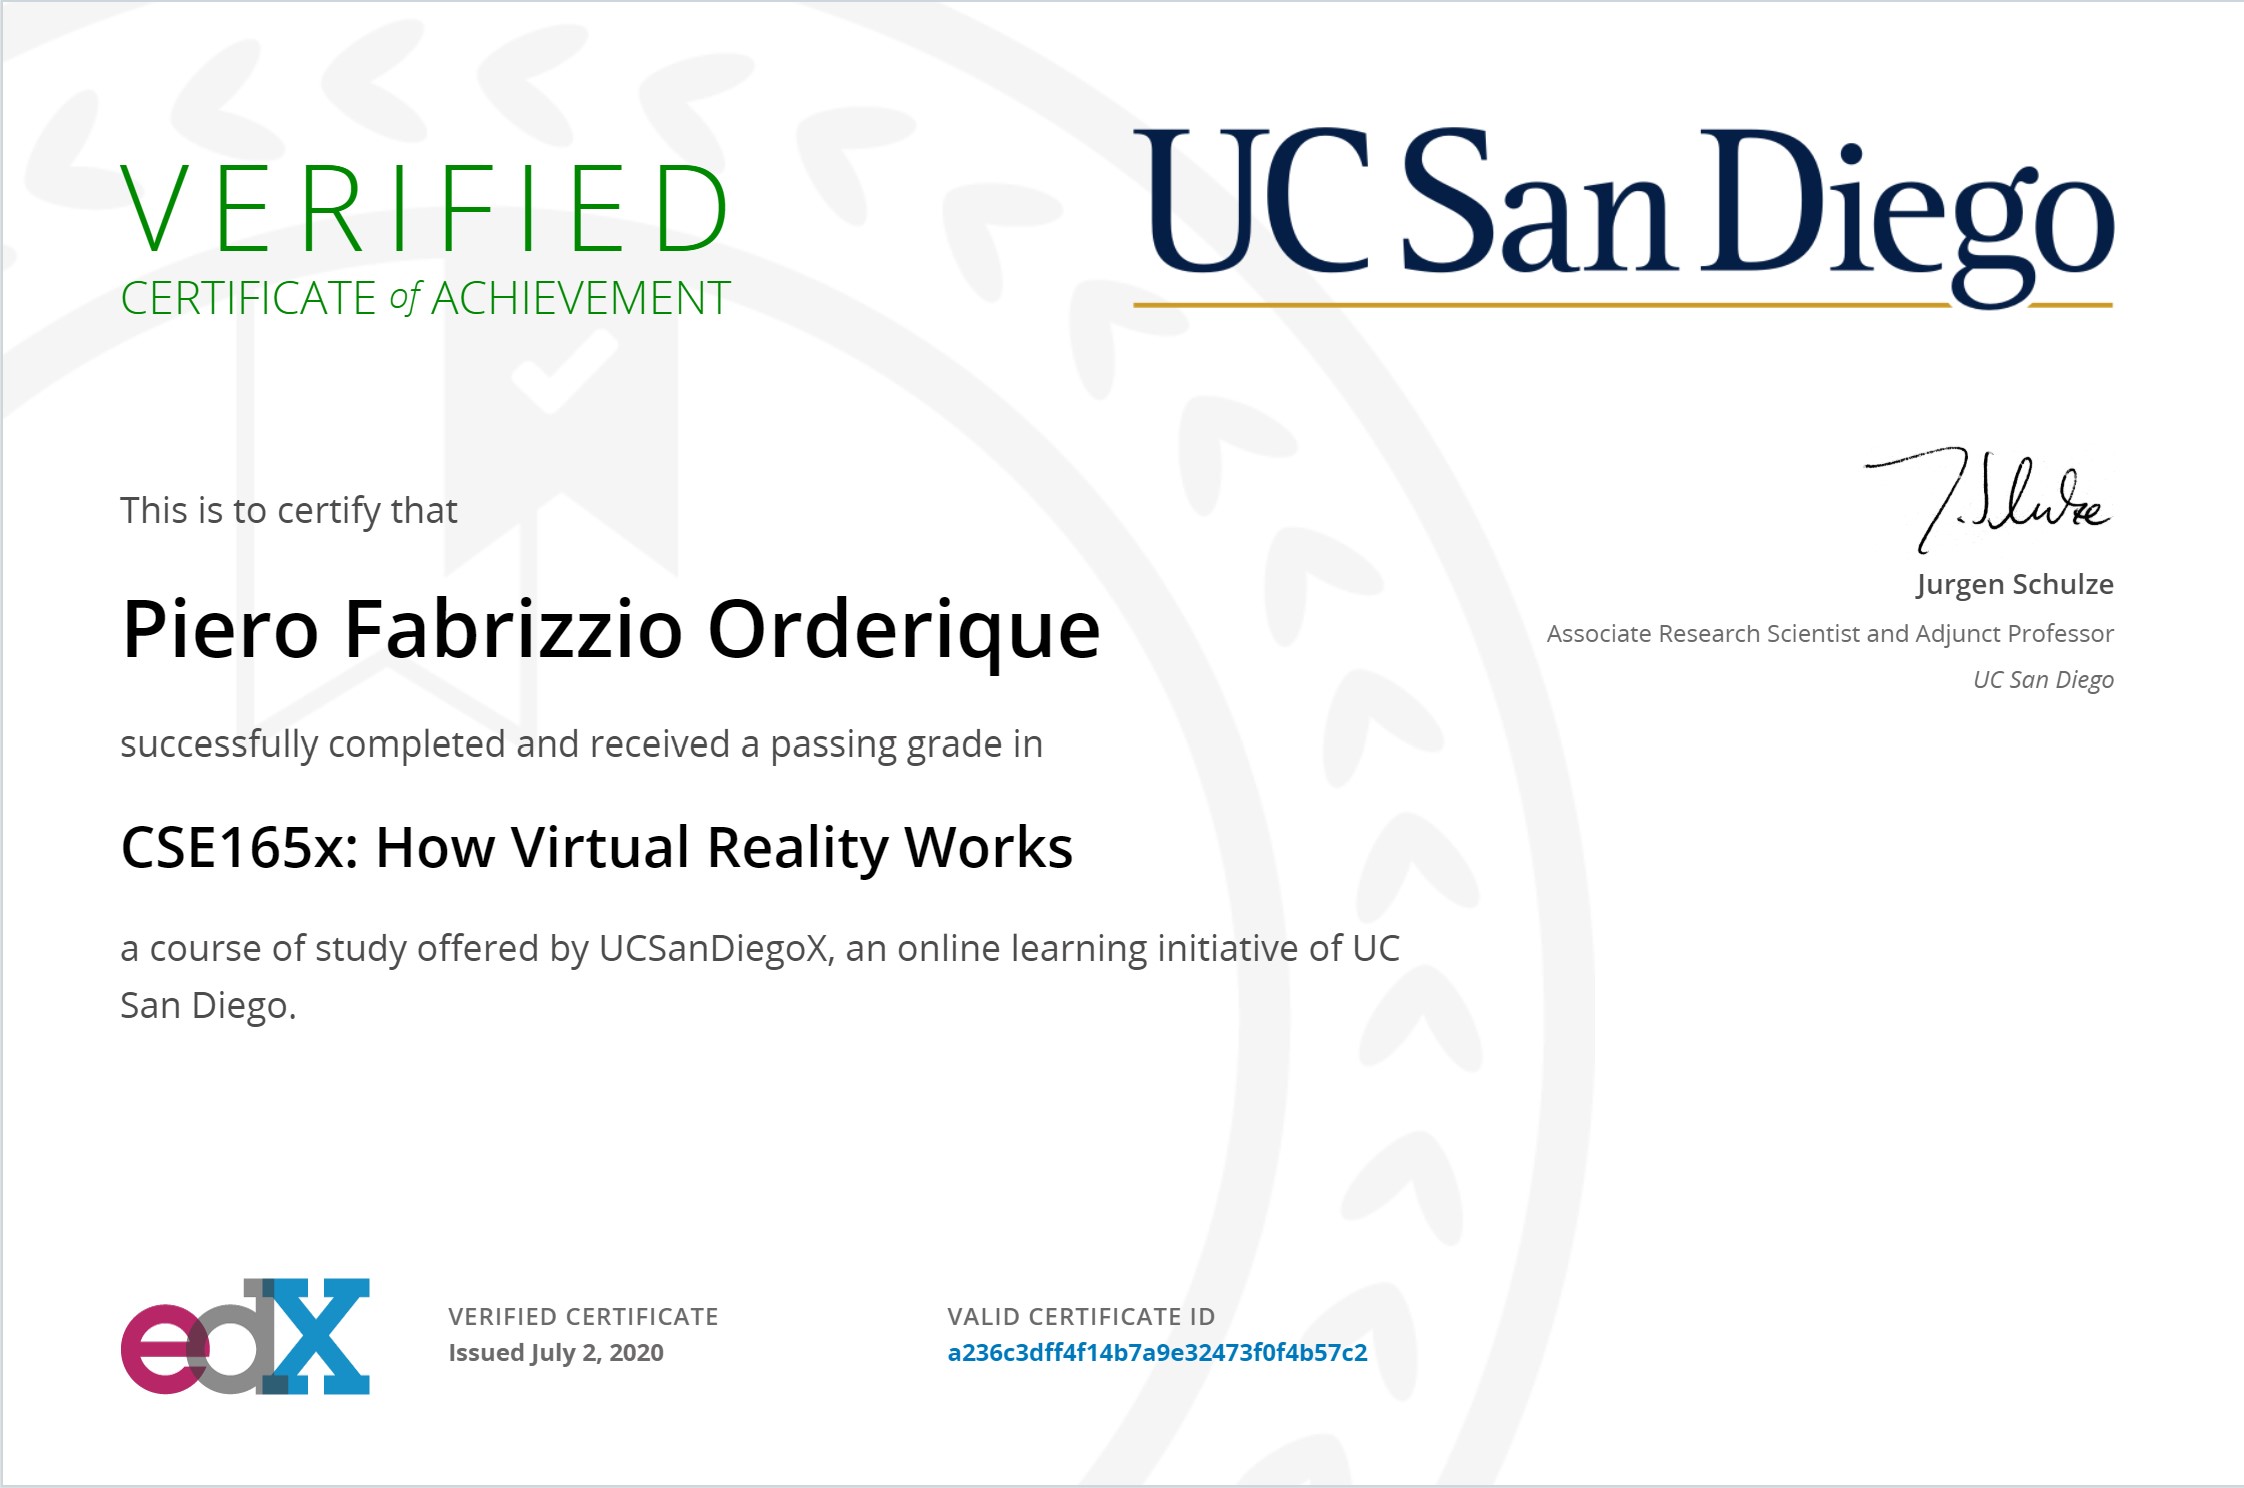 VERIFIED
CERTIFICATE of ACHIEVEMENT
UC San Diego
This is to certify that
Piero Fabrizzio Orderique
successfully completed and received a passing grade in
CSE165x: How Virtual Reality Works
a course of study offered by UCSanDiegoX, an online learning initiative of UC
San Diego.
J. Schulze
Jurgen Schulze
Associate Research Scientist and Adjunct Professor
UC San Diego
edX
VERIFIED CERTIFICATE
Issued July 2, 2020
VALID CERTIFICATE ID
a236c3dff4f14b7a9e32473f0f4b57c2